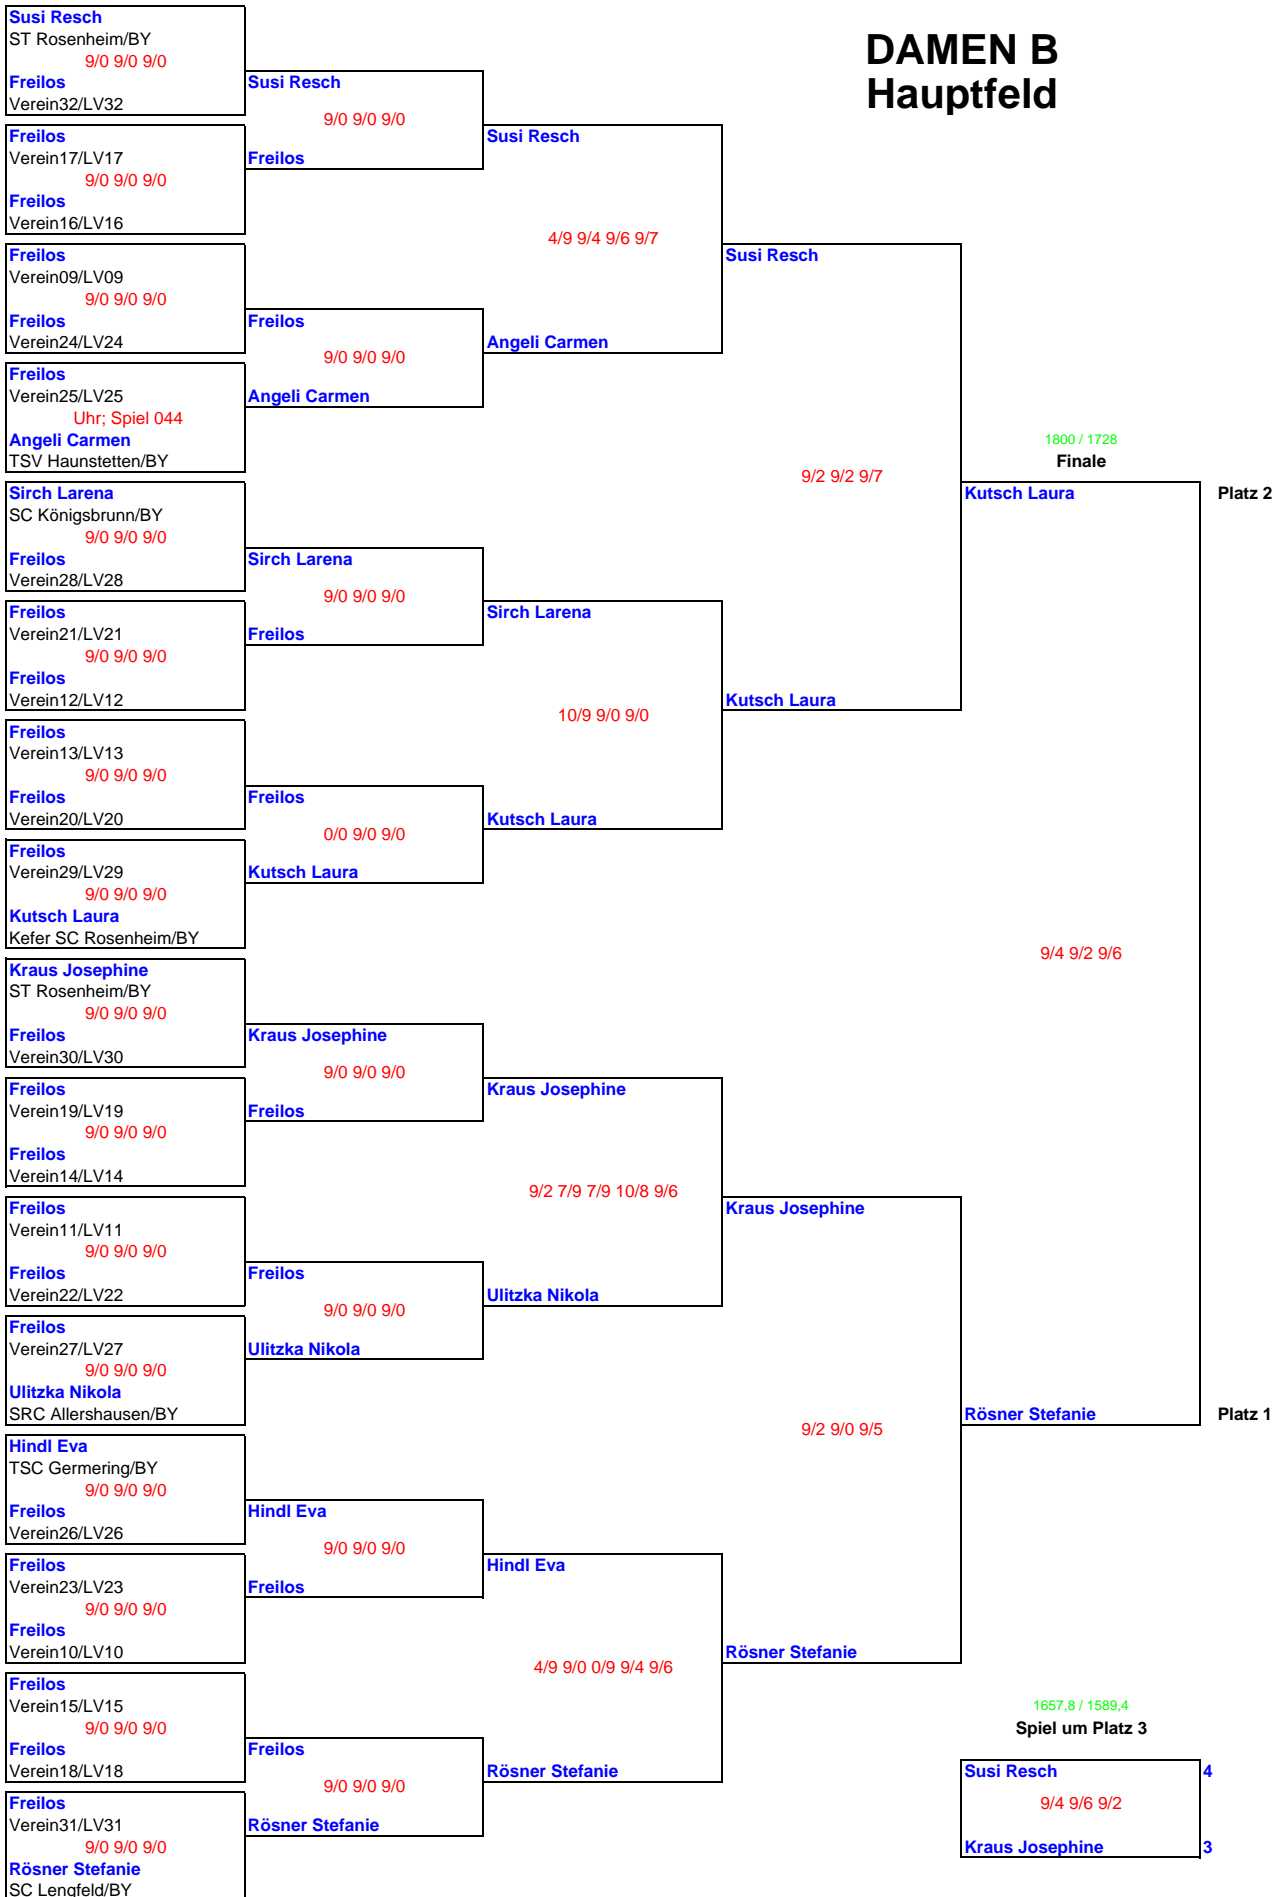 DAMEN B
Hauptfeld
Susi Resch
ST Rosenheim/BY
9/0 9/0 9/0
Freilos
Verein32/LV32
Freilos
Verein17/LV17
9/0 9/0 9/0
Freilos
Verein16/LV16
Freilos
Verein09/LV09
9/0 9/0 9/0
Freilos
Verein24/LV24
Freilos
Verein25/LV25
Uhr; Spiel 044
Angeli Carmen
TSV Haunstetten/BY
Sirch Larena
SC Königsbrunn/BY
9/0 9/0 9/0
Freilos
Verein28/LV28
Freilos
Verein21/LV21
9/0 9/0 9/0
Freilos
Verein12/LV12
Freilos
Verein13/LV13
9/0 9/0 9/0
Freilos
Verein20/LV20
Freilos
Verein29/LV29
9/0 9/0 9/0
Kutsch Laura
Kefer SC Rosenheim/BY
Kraus Josephine
ST Rosenheim/BY
9/0 9/0 9/0
Freilos
Verein30/LV30
Freilos
Verein19/LV19
9/0 9/0 9/0
Freilos
Verein14/LV14
Freilos
Verein11/LV11
9/0 9/0 9/0
Freilos
Verein22/LV22
Freilos
Verein27/LV27
9/0 9/0 9/0
Ulitzka Nikola
SRC Allershausen/BY
Hindl Eva
TSC Germering/BY
9/0 9/0 9/0
Freilos
Verein26/LV26
Freilos
Verein23/LV23
9/0 9/0 9/0
Freilos
Verein10/LV10
Freilos
Verein15/LV15
9/0 9/0 9/0
Freilos
Verein18/LV18
Freilos
Verein31/LV31
9/0 9/0 9/0
Rösner Stefanie
SC Lengfeld/BY
Susi Resch
9/0 9/0 9/0
Freilos
Freilos
9/0 9/0 9/0
Angeli Carmen
Sirch Larena
9/0 9/0 9/0
Freilos
Freilos
0/0 9/0 9/0
Kutsch Laura
Kraus Josephine
9/0 9/0 9/0
Freilos
Freilos
9/0 9/0 9/0
Ulitzka Nikola
Hindl Eva
9/0 9/0 9/0
Freilos
Freilos
9/0 9/0 9/0
Rösner Stefanie
Susi Resch
4/9 9/4 9/6 9/7
Angeli Carmen
Sirch Larena
10/9 9/0 9/0
Kutsch Laura
Kraus Josephine
9/2 7/9 7/9 10/8 9/6
Ulitzka Nikola
Hindl Eva
4/9 9/0 0/9 9/4 9/6
Rösner Stefanie
Susi Resch
9/2 9/2 9/7
Kutsch Laura
Kraus Josephine
9/2 9/0 9/5
Rösner Stefanie
1800 / 1728
Finale
Kutsch Laura
Platz 2
9/4 9/2 9/6
Rösner Stefanie
Platz 1
1657,8 / 1589,4
Spiel um Platz 3
Susi Resch
4
9/4 9/6 9/2
Kraus Josephine
3